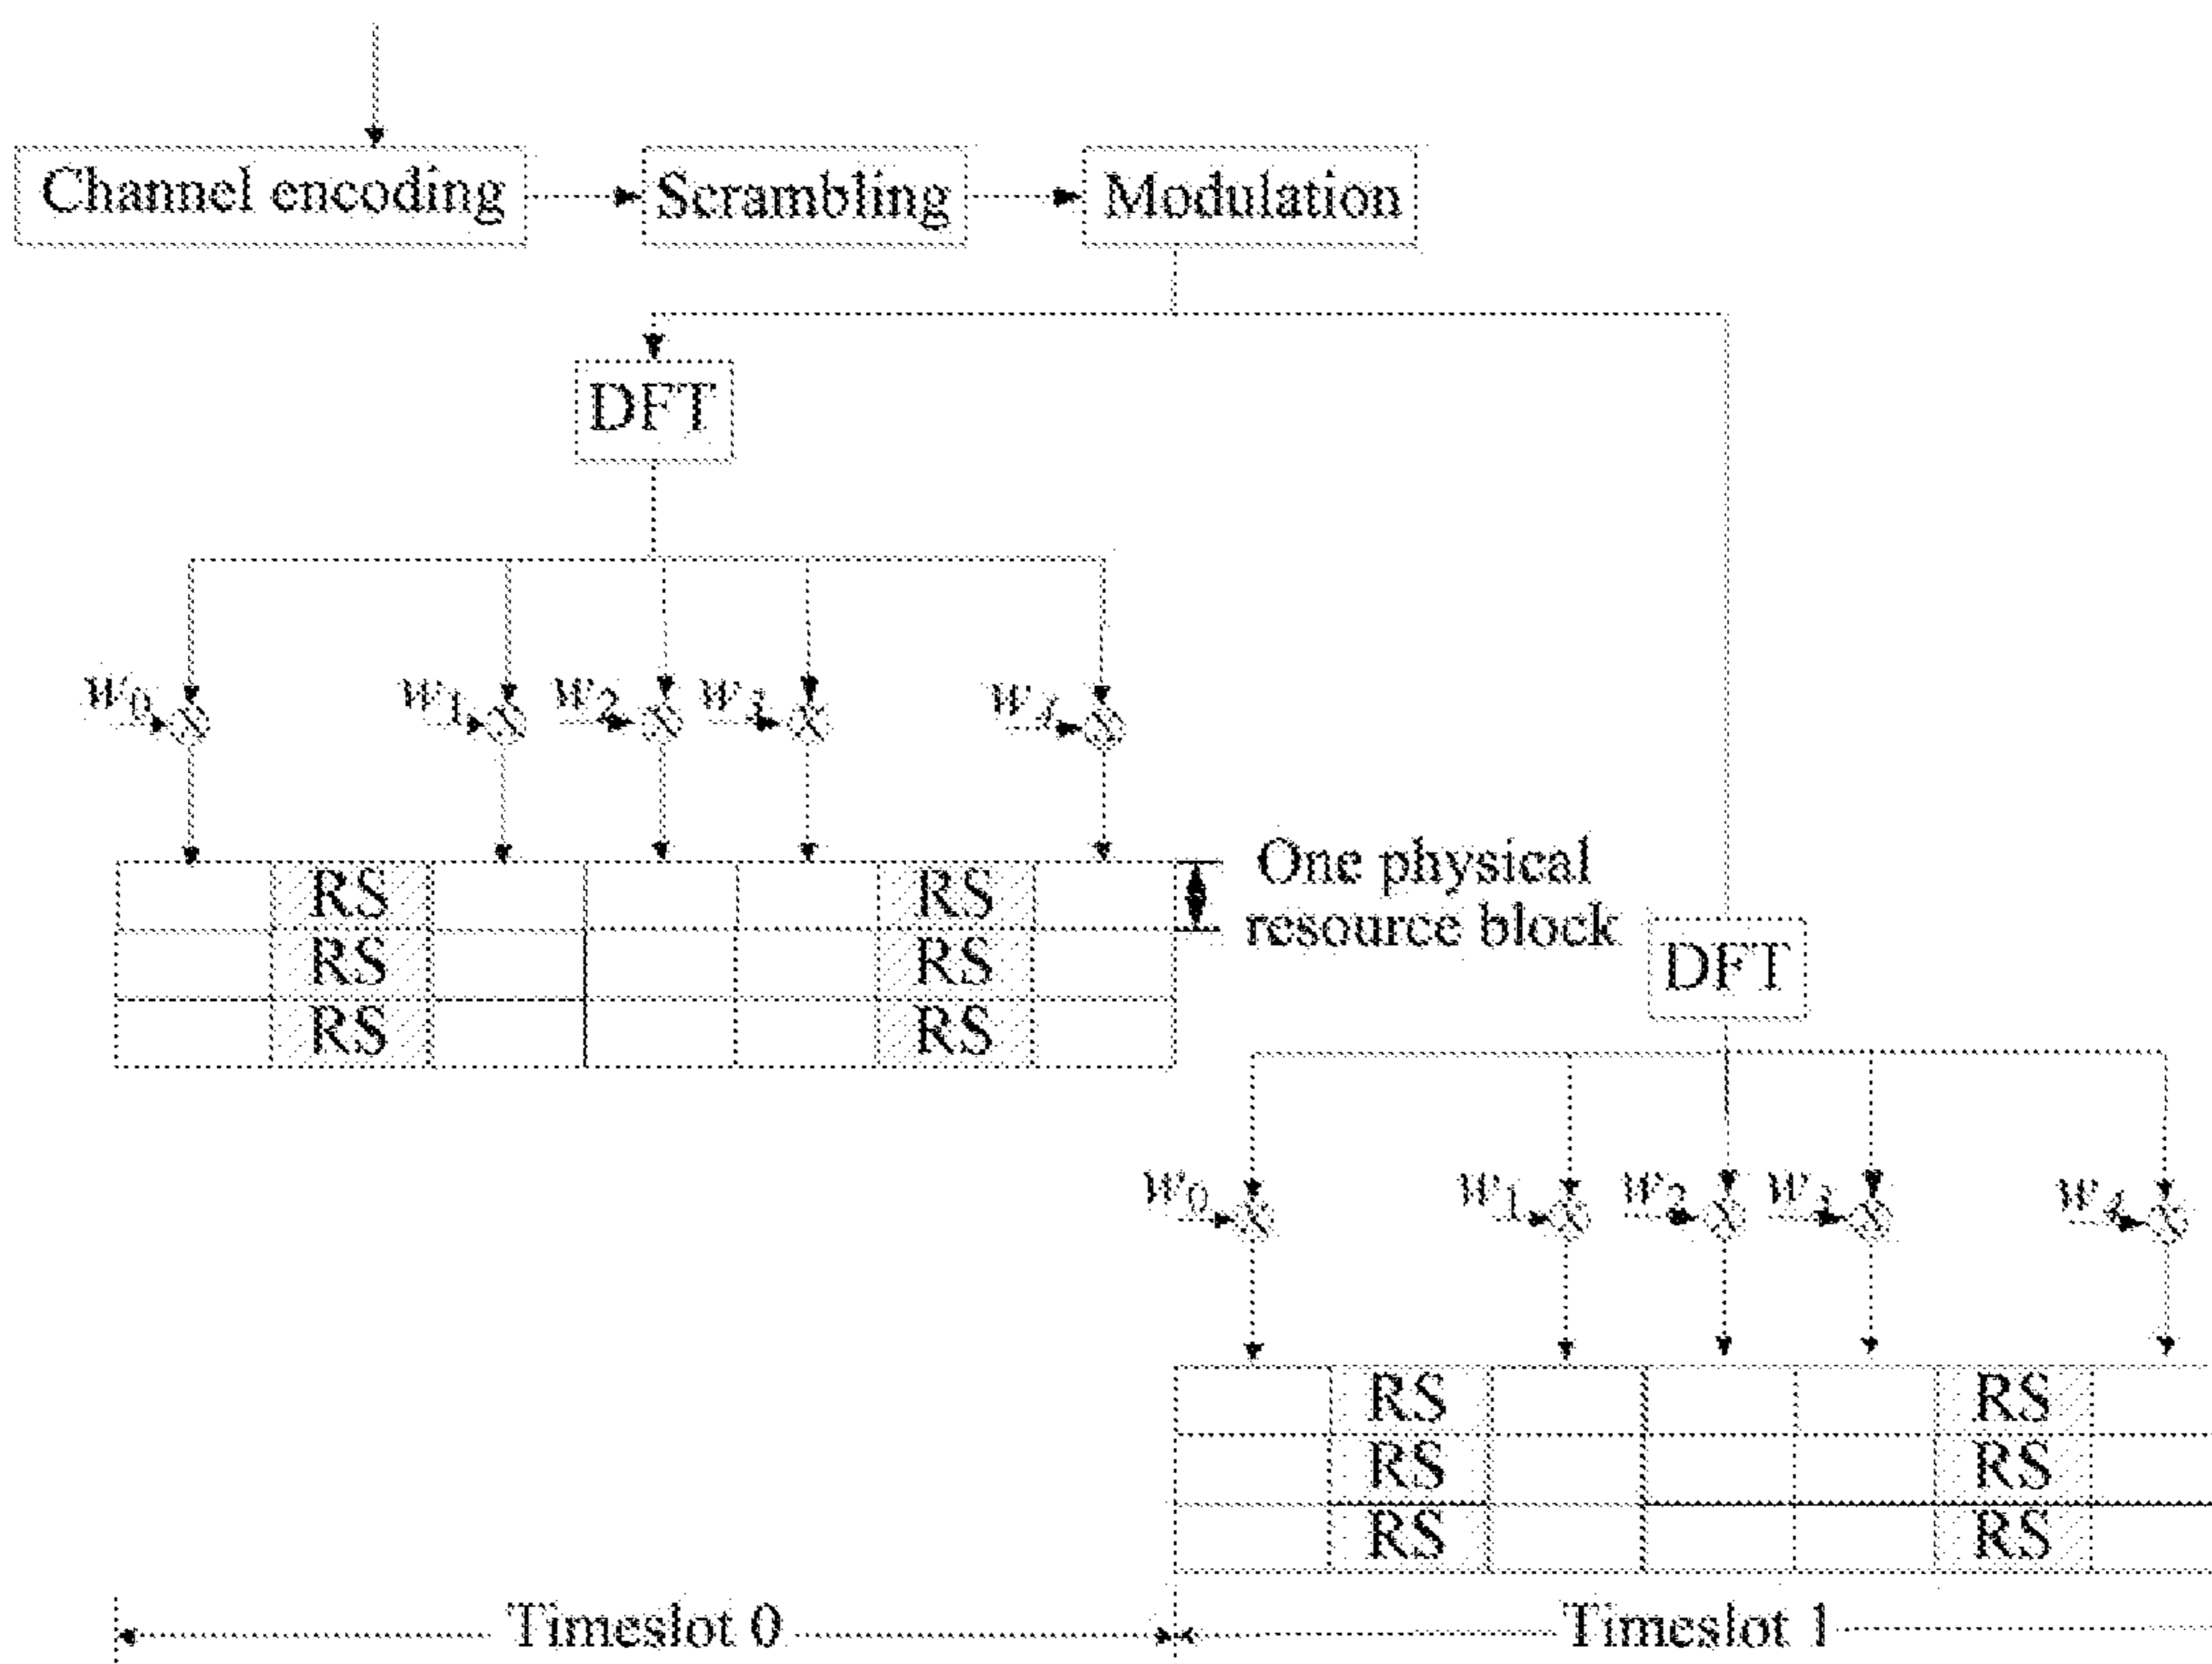 Channel encoding Scrambling Modulation
DFT
w0 w1 w2 w3 w4
One physical
resource block
RS RS
RS RS
RS RS
DFT
w0 w1 w2 w3 w4
RS RS
RS RS
RS RS
Timeslot 0 Timeslot 1